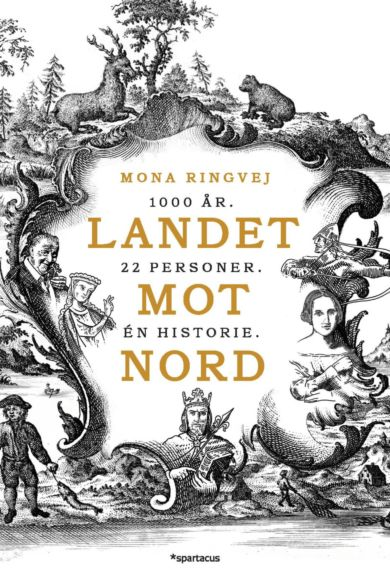 MONA RINGVEJ
1000 ÅR.
LANDET
22 PERSONER.
MOT
ÉN HISTORIE.
NORD
*spartacus